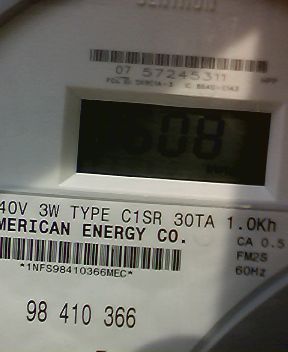 CENTRON
07 57245311
608
40V 3W TYPE C1SR 30TA 1.0Kh
MERICAN ENERGY CO.
CA 0.5
*1NFS98410366MEC*
FM2S
60Hz
98 410 366